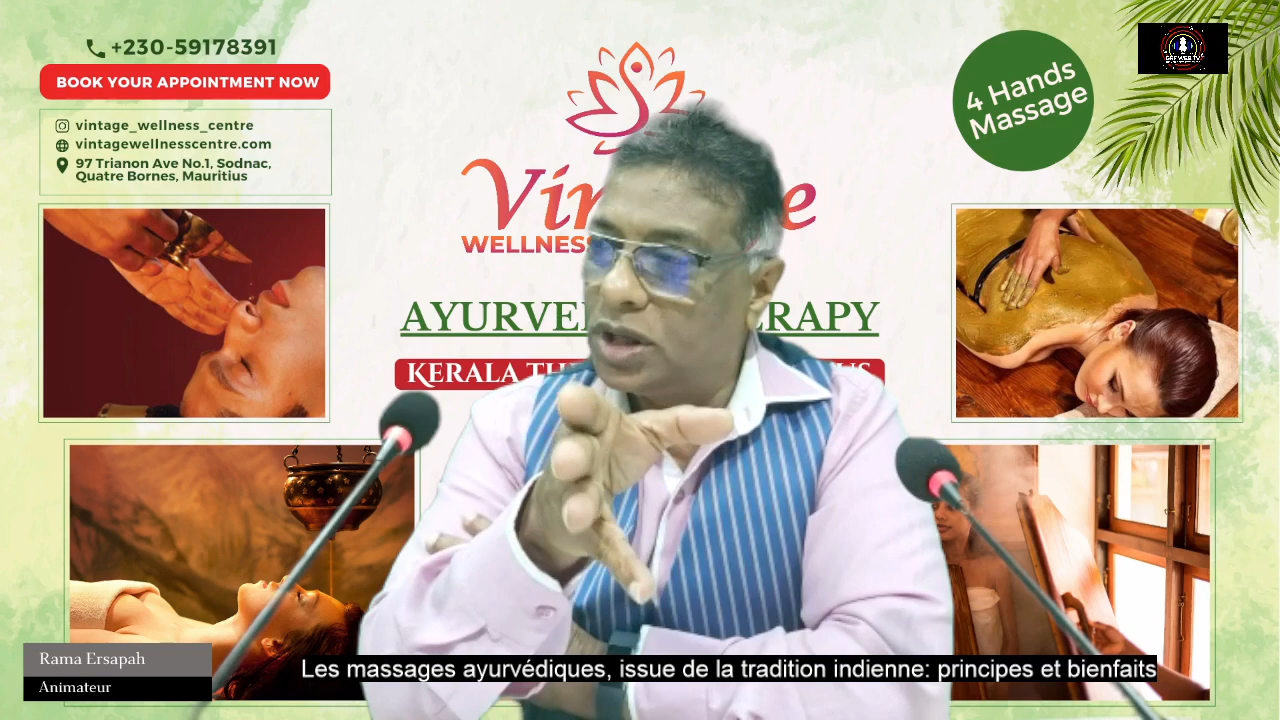 +230-59178391
BOOK YOUR APPOINTMENT NOW
vintage_wellness_centre
vintagewellnesscentre.com
97 Trianon Ave No.1, Sodnac,
Quatre Bornes, Mauritius
4 Hands
Massage
KERALA
Rama Ersapah
Animateur
Les massages ayurvédiques, issue de la tradition indienne: principes et bienfaits